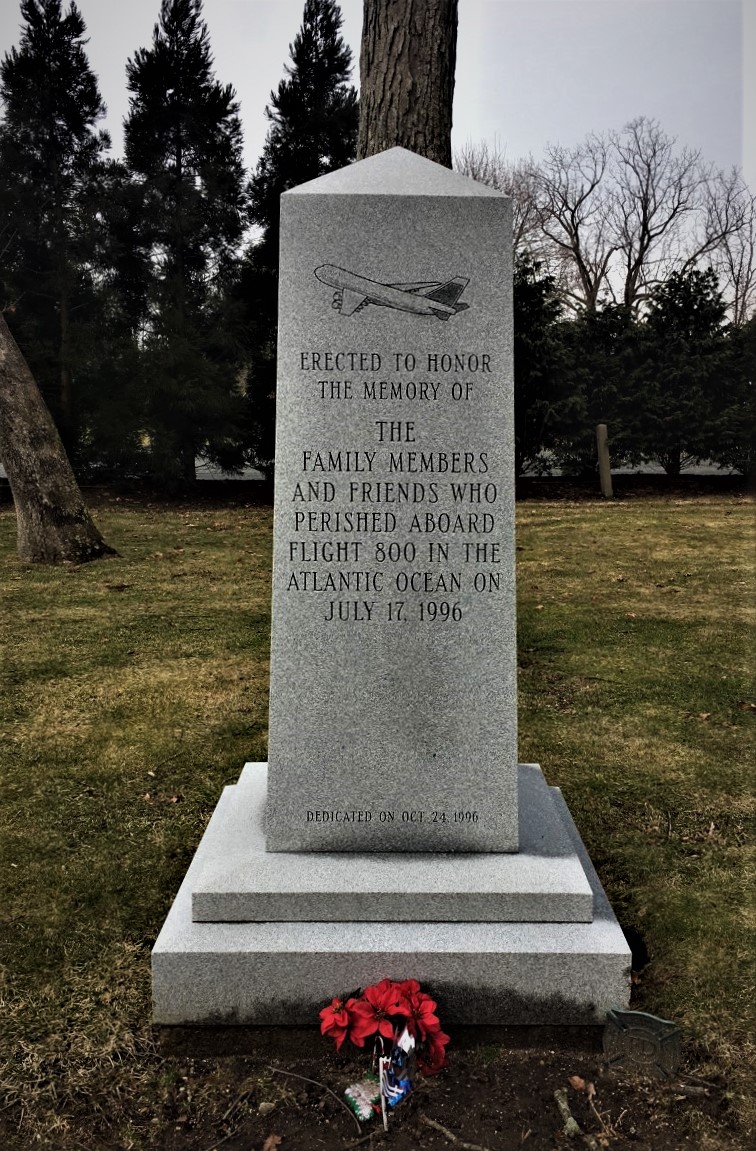 ERECTED TO HONOR
THE MEMORY OF
THE
FAMILY MEMBERS
AND FRIENDS WHO
PERISHED ABOARD
FLIGHT 800 IN THE
ATLANTIC OCEAN ON
JULY 17, 1996
DEDICATED ON OCT. 24, 1996